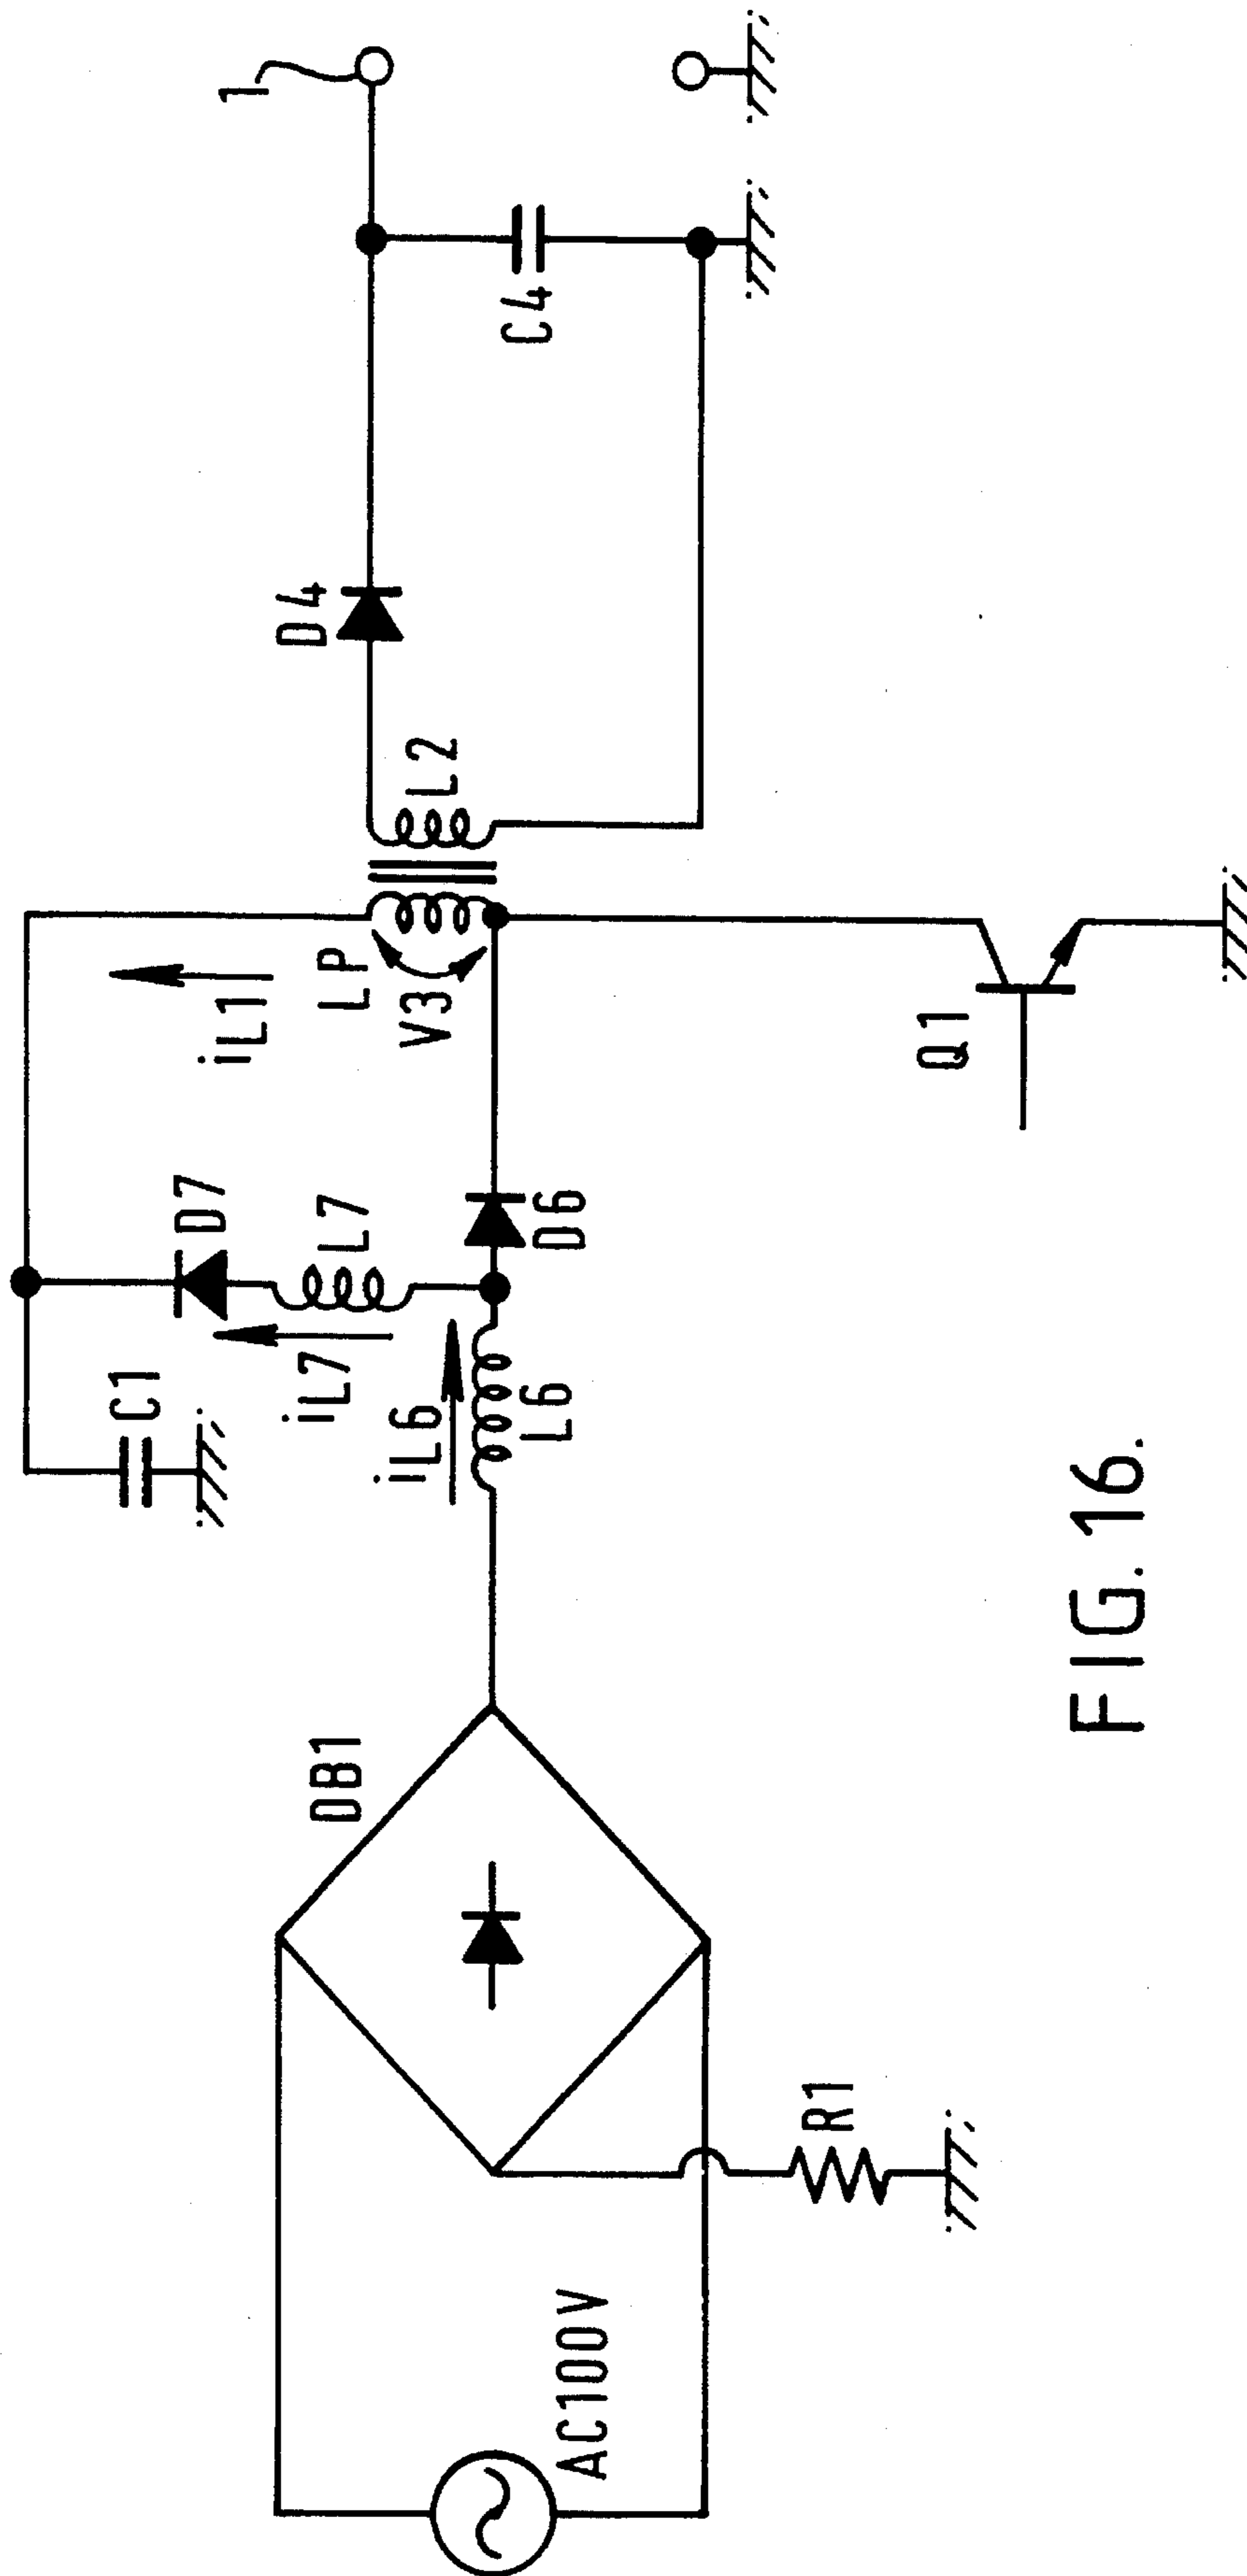 AC100V
R1
DB1
C1
iL7
iL6
L6
D7
L7
D6
iL1
LP
V3
Q1
L2
D4
C4
1
FIG. 16.